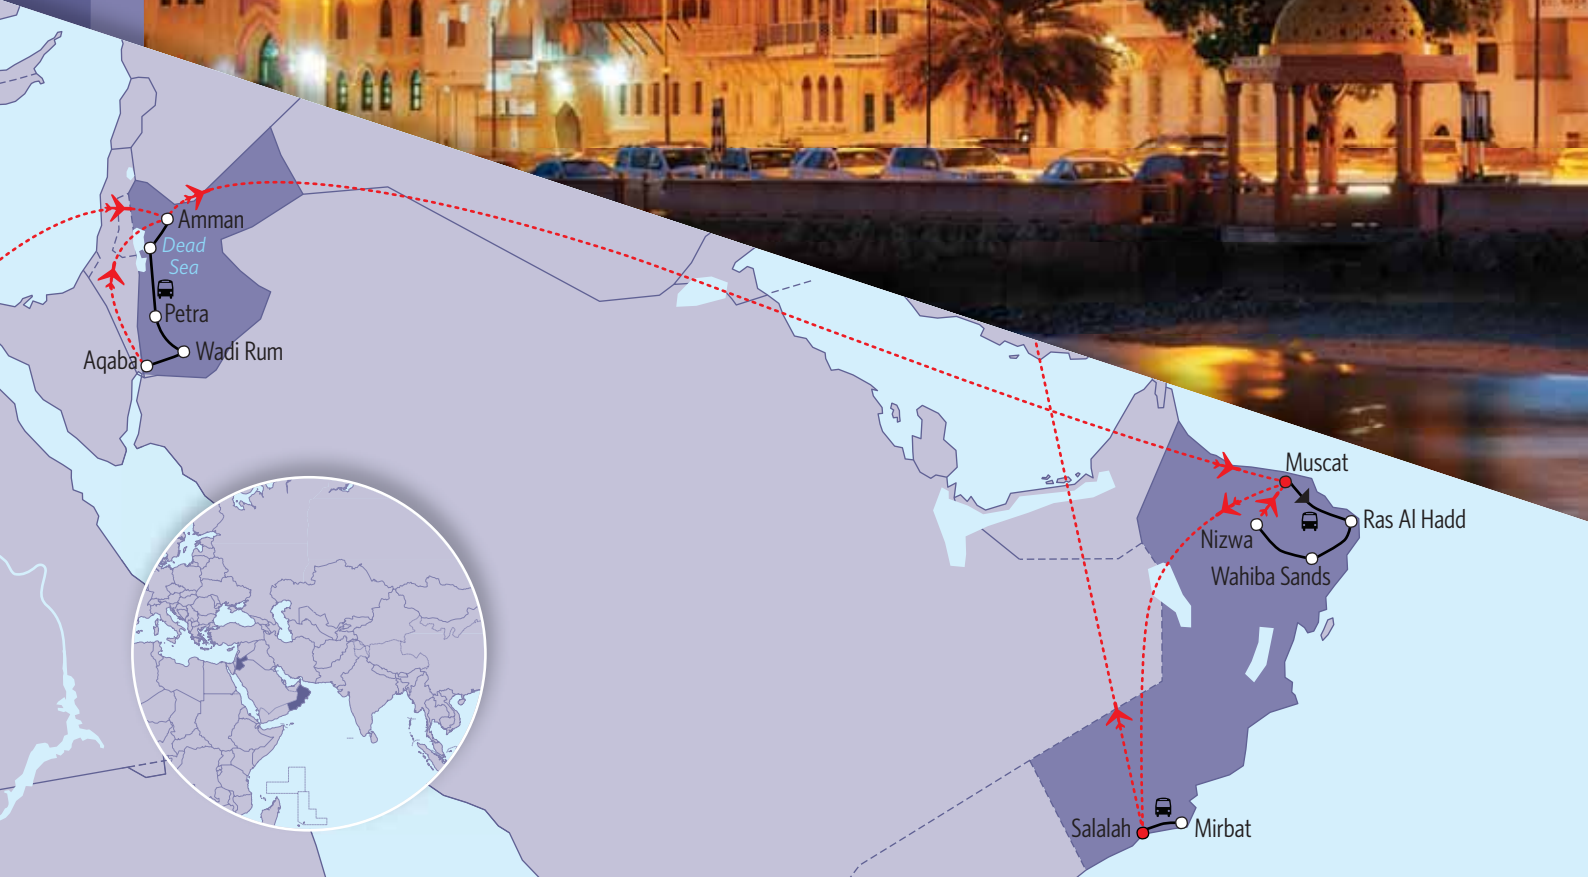 Amman
Dead
Sea
Petra
Wadi Rum
Aqaba
Muscat
Ras Al Hadd
Nizwa
Wahiba Sands
Salalah
Mirbat